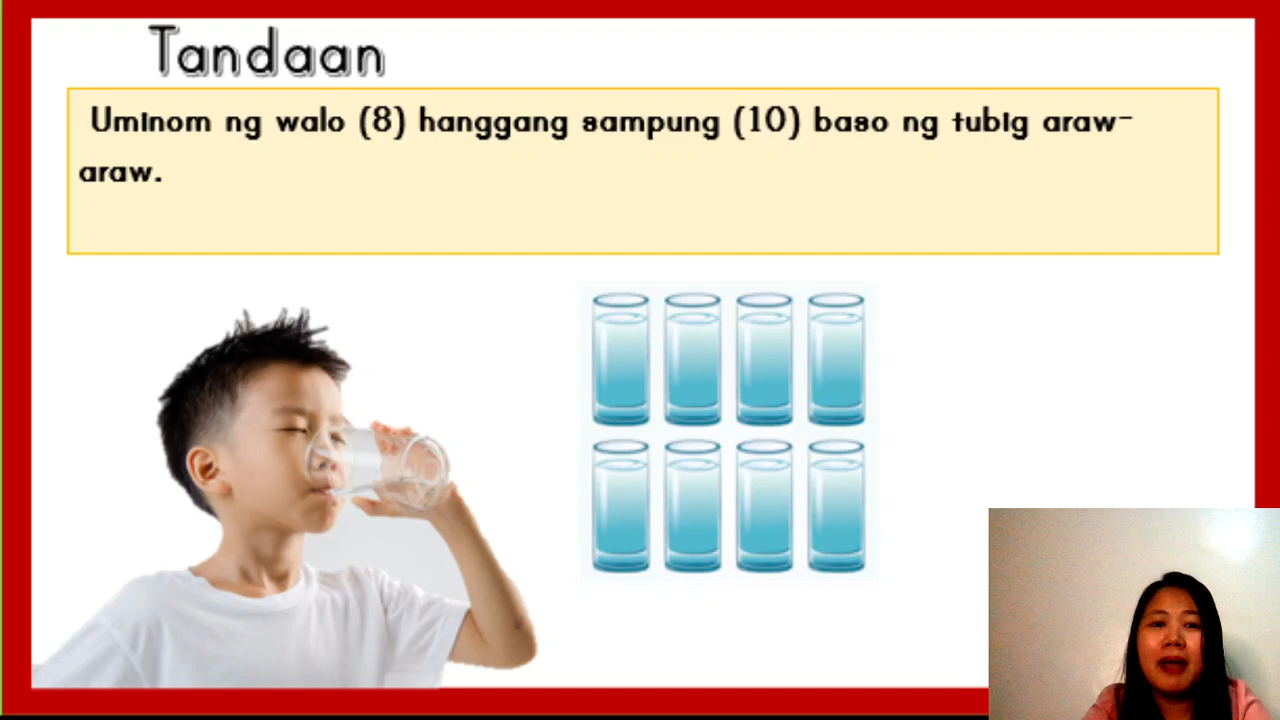 Tandaan
Uminom ng walo (8) hanggang sampung (10) baso ng tubig araw-
araw.